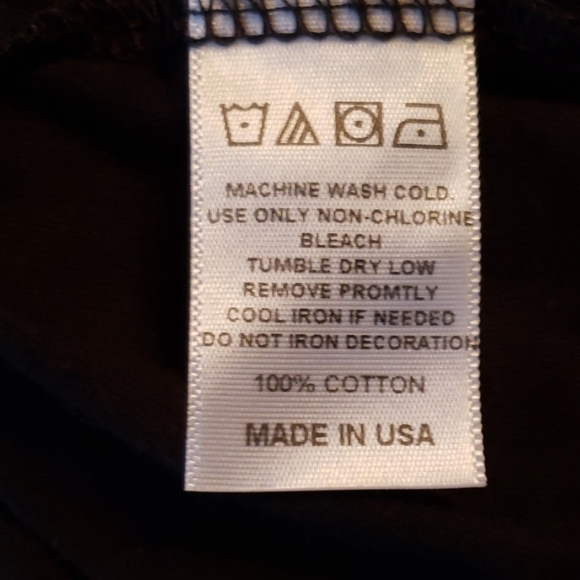 MACHINE WASH COLD
USE ONLY NON-CHLORINE
BLEACH
TUMBLE DRY LOW
REMOVE PROMTLY
COOL IRON IF NEEDED
DO NOT IRON DECORATION
100% COTTON
MADE IN USA